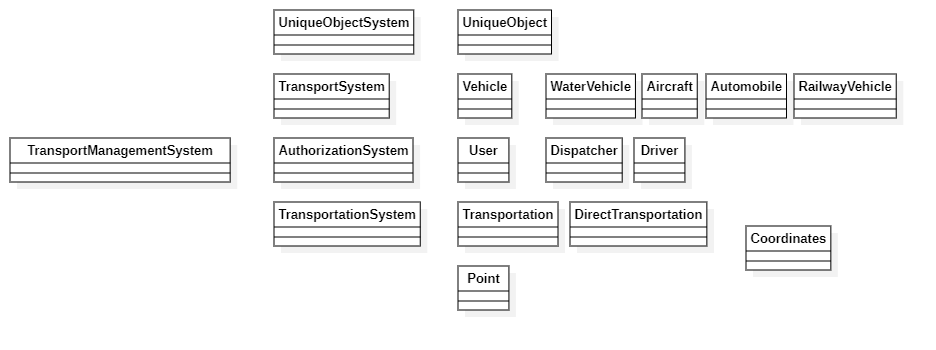 UniqueObjectSystem
UniqueObject
TransportSystem
Vehicle
WaterVehicle
Aircraft
Automobile
RailwayVehicle
TransportManagementSystem
AuthorizationSystem
User
Dispatcher
Driver
TransportationSystem
Transportation
DirectTransportation
Coordinates
Point